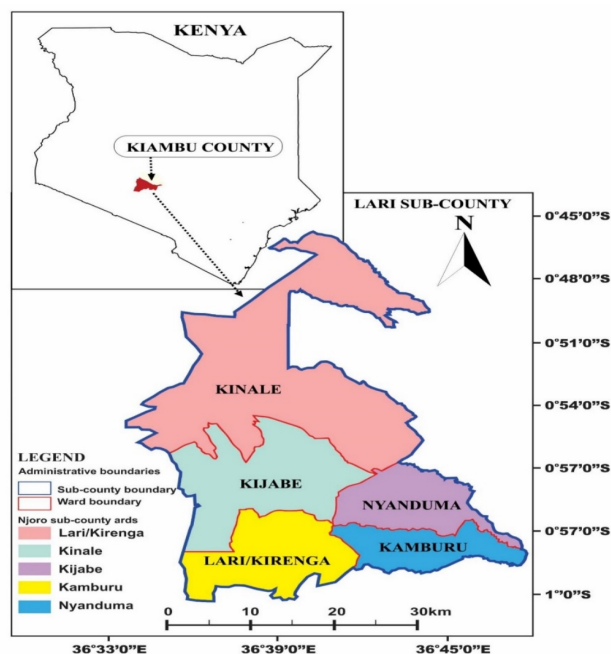 KENYA
KIAMBU COUNTY
LARI SUB-COUNTY
N
0°45'0''S
0°48'0''S
0°51'0''S
0°54'0''S
0°57'0''S
0°57'0''S
1°0'S
KINALE
KIJABE
NYANDUMA
KAMBURU
LARI/KIRENGA
LEGEND
Administrative boundaries
Sub-county boundary
Ward boundary
Njoro sub-county ards
Lari/Kirenga
Kinale
Kijabe
Kamburu
Nyanduma
0 10 20 30km
36°33'0''E 36°39'0''E 36°45'0''E